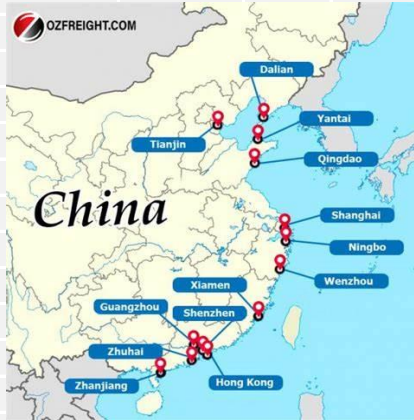 OZFREIGHT.COM
Dalian
Yantai
Tianjin
Qingdao
China
Shanghai
Ningbo
Wenzhou
Xiamen
Guangzhou
Shenzhen
Zhuhai
Zhanjiang
Hong Kong